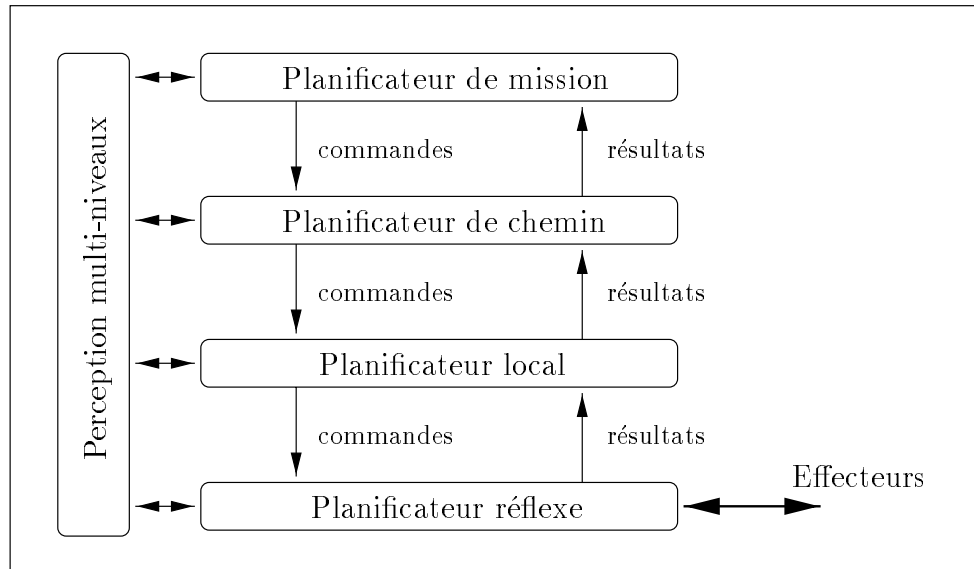 Perception multi-niveaux
Planificateur de mission
commandes
résultats
Planificateur de chemin
commandes
résultats
Planificateur local
commandes
résultats
Planificateur réflexe
Effecteurs